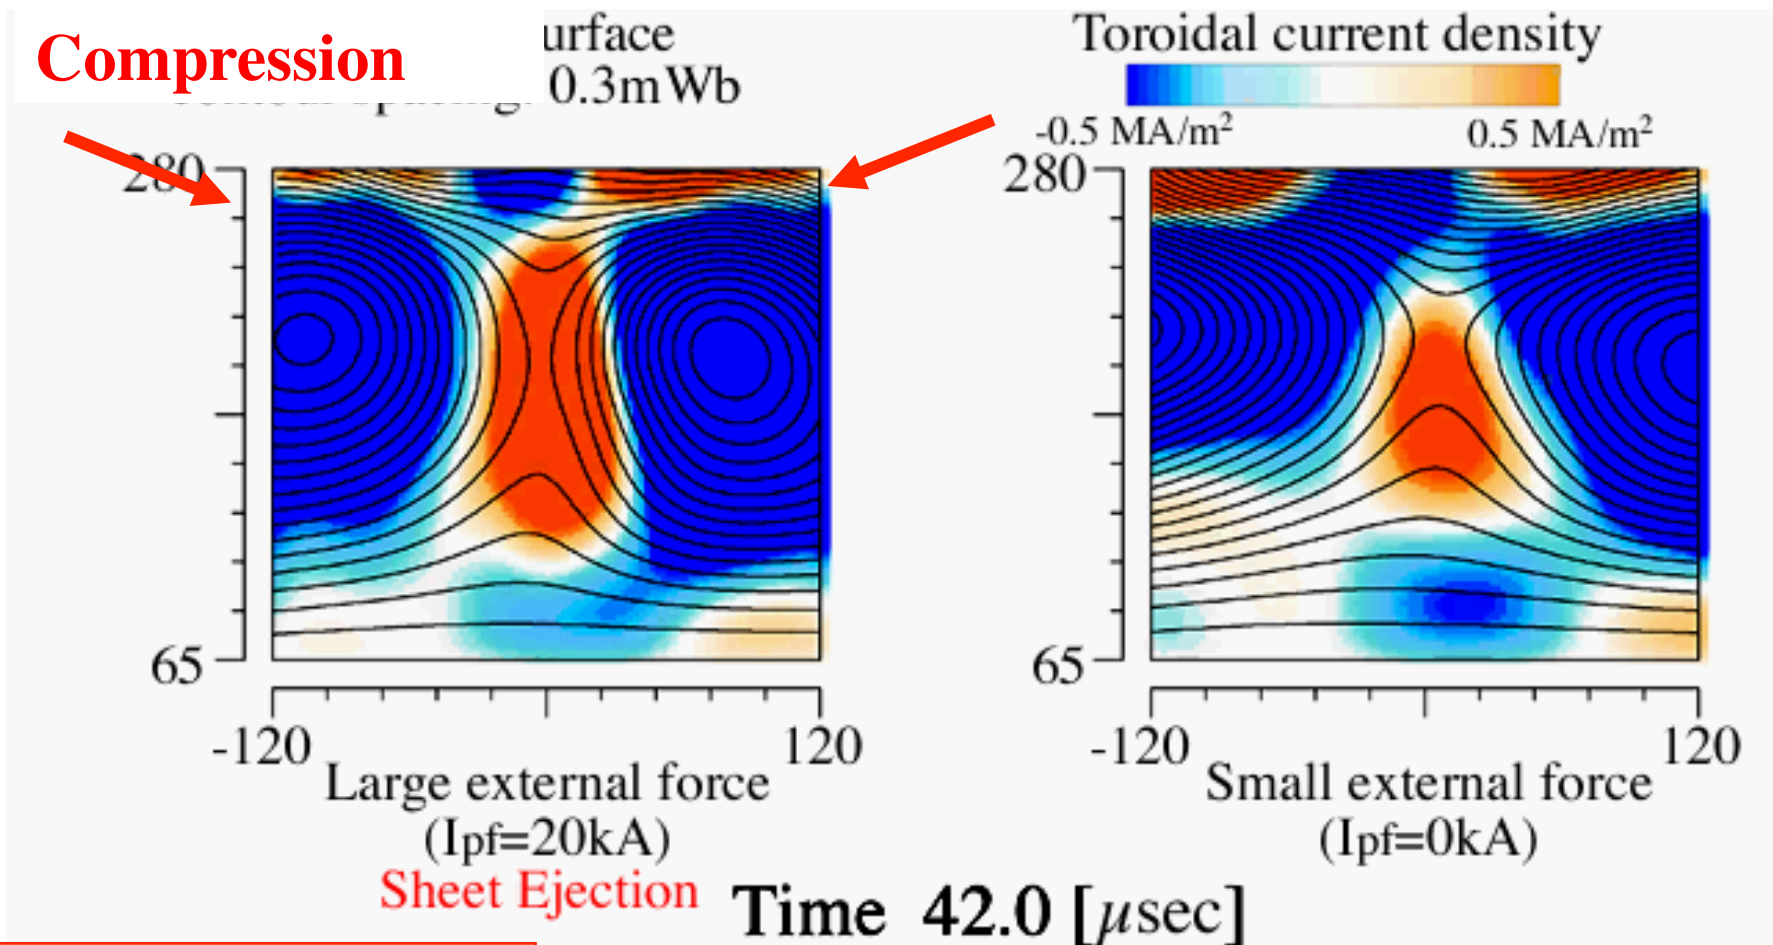 Compression
urface
0.3mWb
Toroidal current density
-0.5 MA/m² 0.5 MA/m²
280
65
-120 120
Large external force
(Ipf=20kA)
280
65
-120 120
Small external force
(Ipf=0kA)
Sheet Ejection
Time 42.0 [μsec]